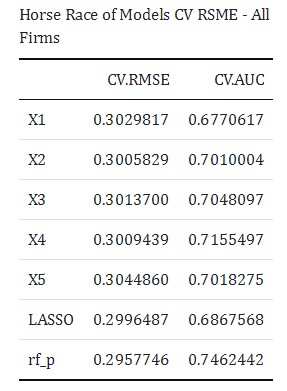 Horse Race of Models CV RSME - All
Firms
CV.RMSE CV.AUC
X1 0.3029817 0.6770617
X2 0.3005829 0.7010004
X3 0.3013700 0.7048097
X4 0.3009439 0.7155497
X5 0.3044860 0.7018275
LASSO 0.2996487 0.6867568
rf_p 0.2957746 0.7462442